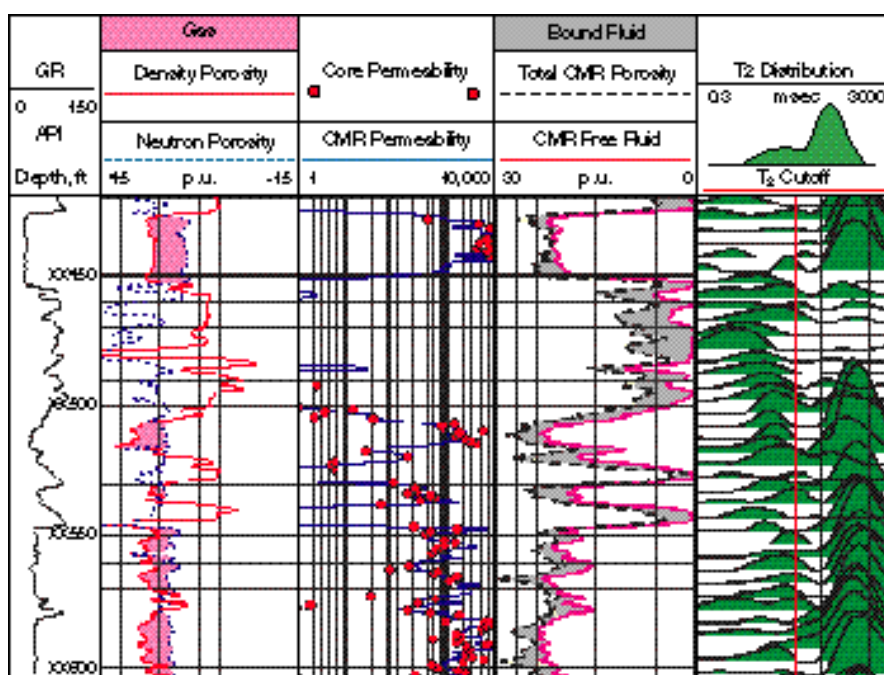 Gas
Bound Fluid
GR
Density Porosity
Core Permeability
Total CMR Porosity
T2 Distribution
0 150
0.3 msec 3000
API
Neutron Porosity
CMR Permeability
CMR Free Fluid
T2 Cutoff
Depth, ft
45 p.u. -15
1 10,000
30 p.u. 0
XX450
XX500
XX550
XX600